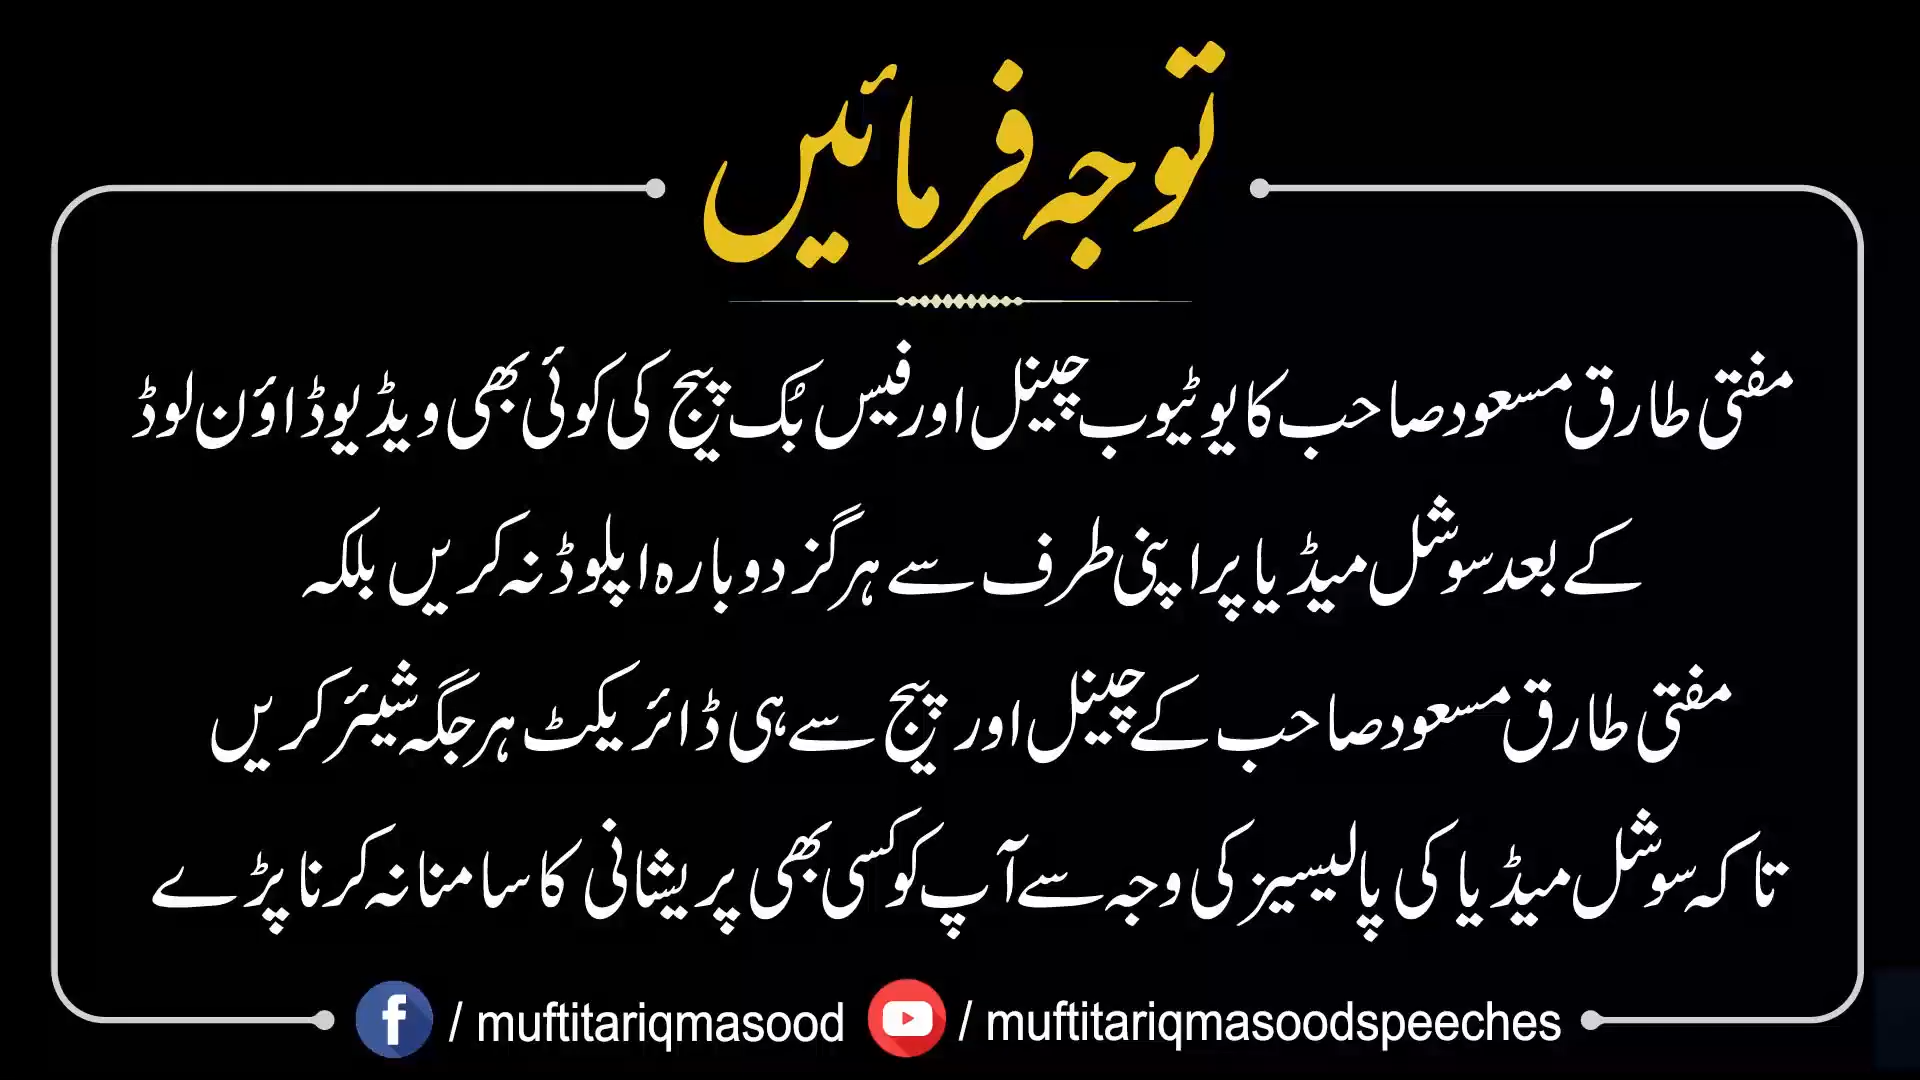 توجہ فرمائیں
مفتی طارق مسعود صاحب کا یوٹیوب چینل اور فیس بُک پیج کی کوئی بھی ویڈیو ڈاؤن لوڈ
کے بعد سوشل میڈیا پر اپنی طرف سے ہرگز دوبارہ اپلوڈ نہ کریں بلکہ
مفتی طارق مسعود صاحب کے چینل اور پیج سے ہی ڈائریکٹ ہر جگہ شیئر کریں
تاکہ سوشل میڈیا کی پالیسیز کی وجہ سے آپ کو کسی بھی پریشانی کا سامنا نہ کرنا پڑے
/ muftitariqmasood / muftitariqmasoodspeeches